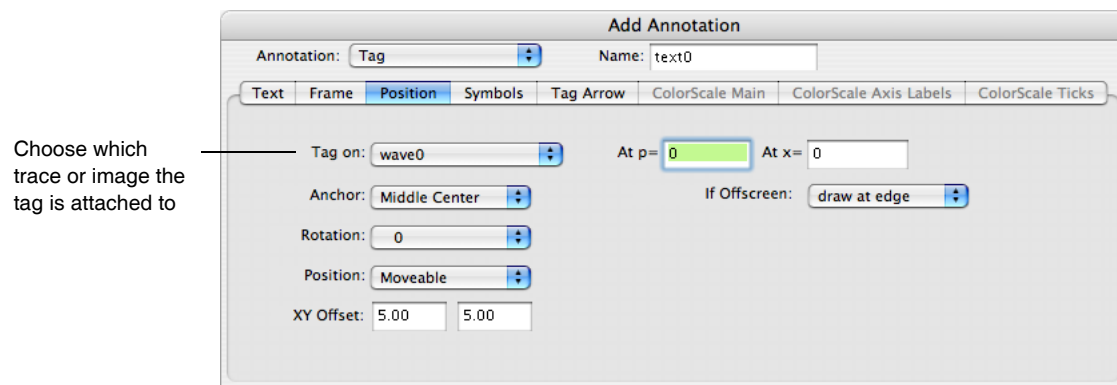 Add Annotation
Annotation: Tag Name: text0
Text Frame Position Symbols Tag Arrow ColorScale Main ColorScale Axis Labels ColorScale Ticks
Choose which
trace or image the
tag is attached to
Tag on: wave0 At p= 0 At x= 0
Anchor: Middle Center If Offscreen: draw at edge
Rotation: 0
Position: Moveable
XY Offset: 5.00 5.00